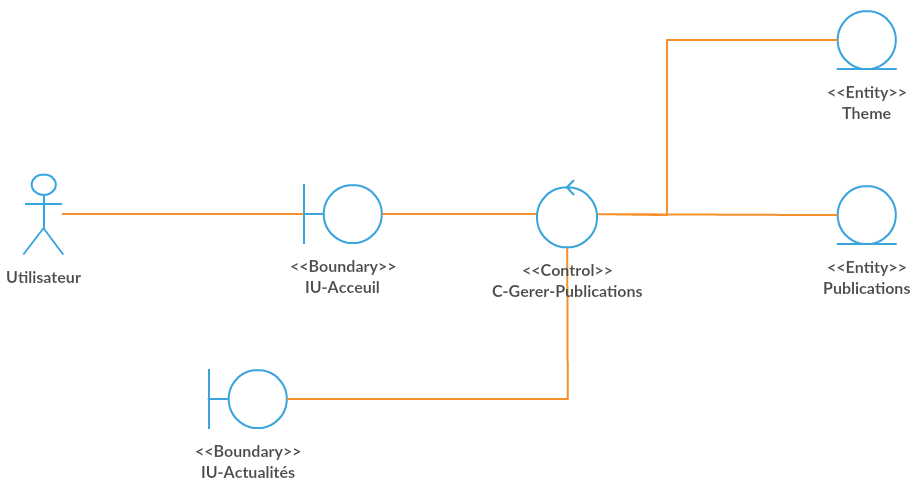 <<Entity>>
Theme
Utilisateur
<<Boundary>>
IU-Acceuil
<<Control>>
C-Gerer-Publications
<<Entity>>
Publications
<<Boundary>>
IU-Actualités